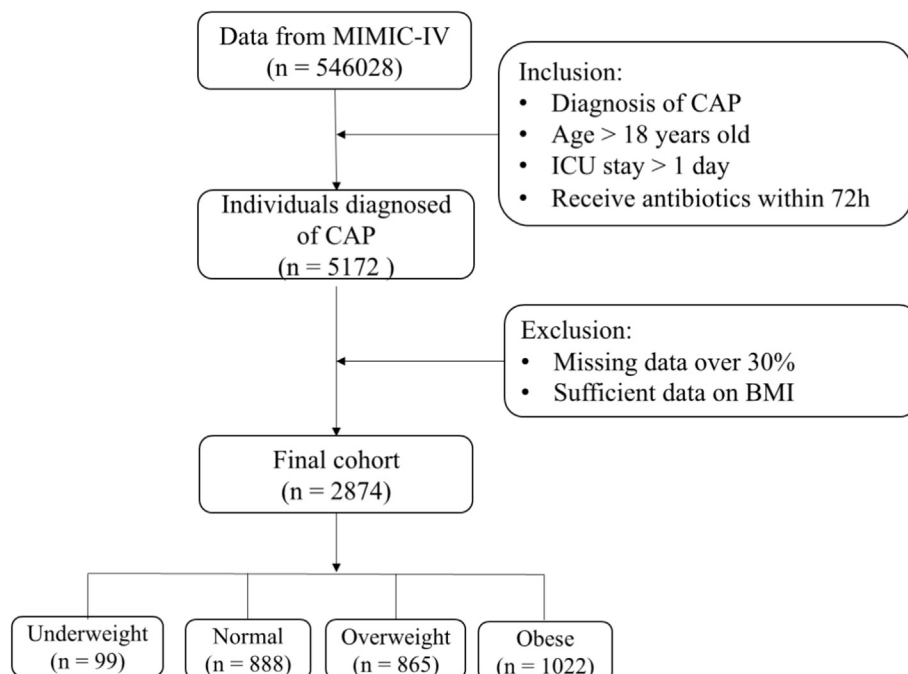 Data from MIMIC-IV
(n = 546028)
Inclusion:
• Diagnosis of CAP
• Age > 18 years old
• ICU stay > 1 day
• Receive antibiotics within 72h
Individuals diagnosed
of CAP
(n = 5172 )
Exclusion:
• Missing data over 30%
• Sufficient data on BMI
Final cohort
(n = 2874)
Underweight
(n = 99)
Normal
(n = 888)
Overweight
(n = 865)
Obese
(n = 1022)